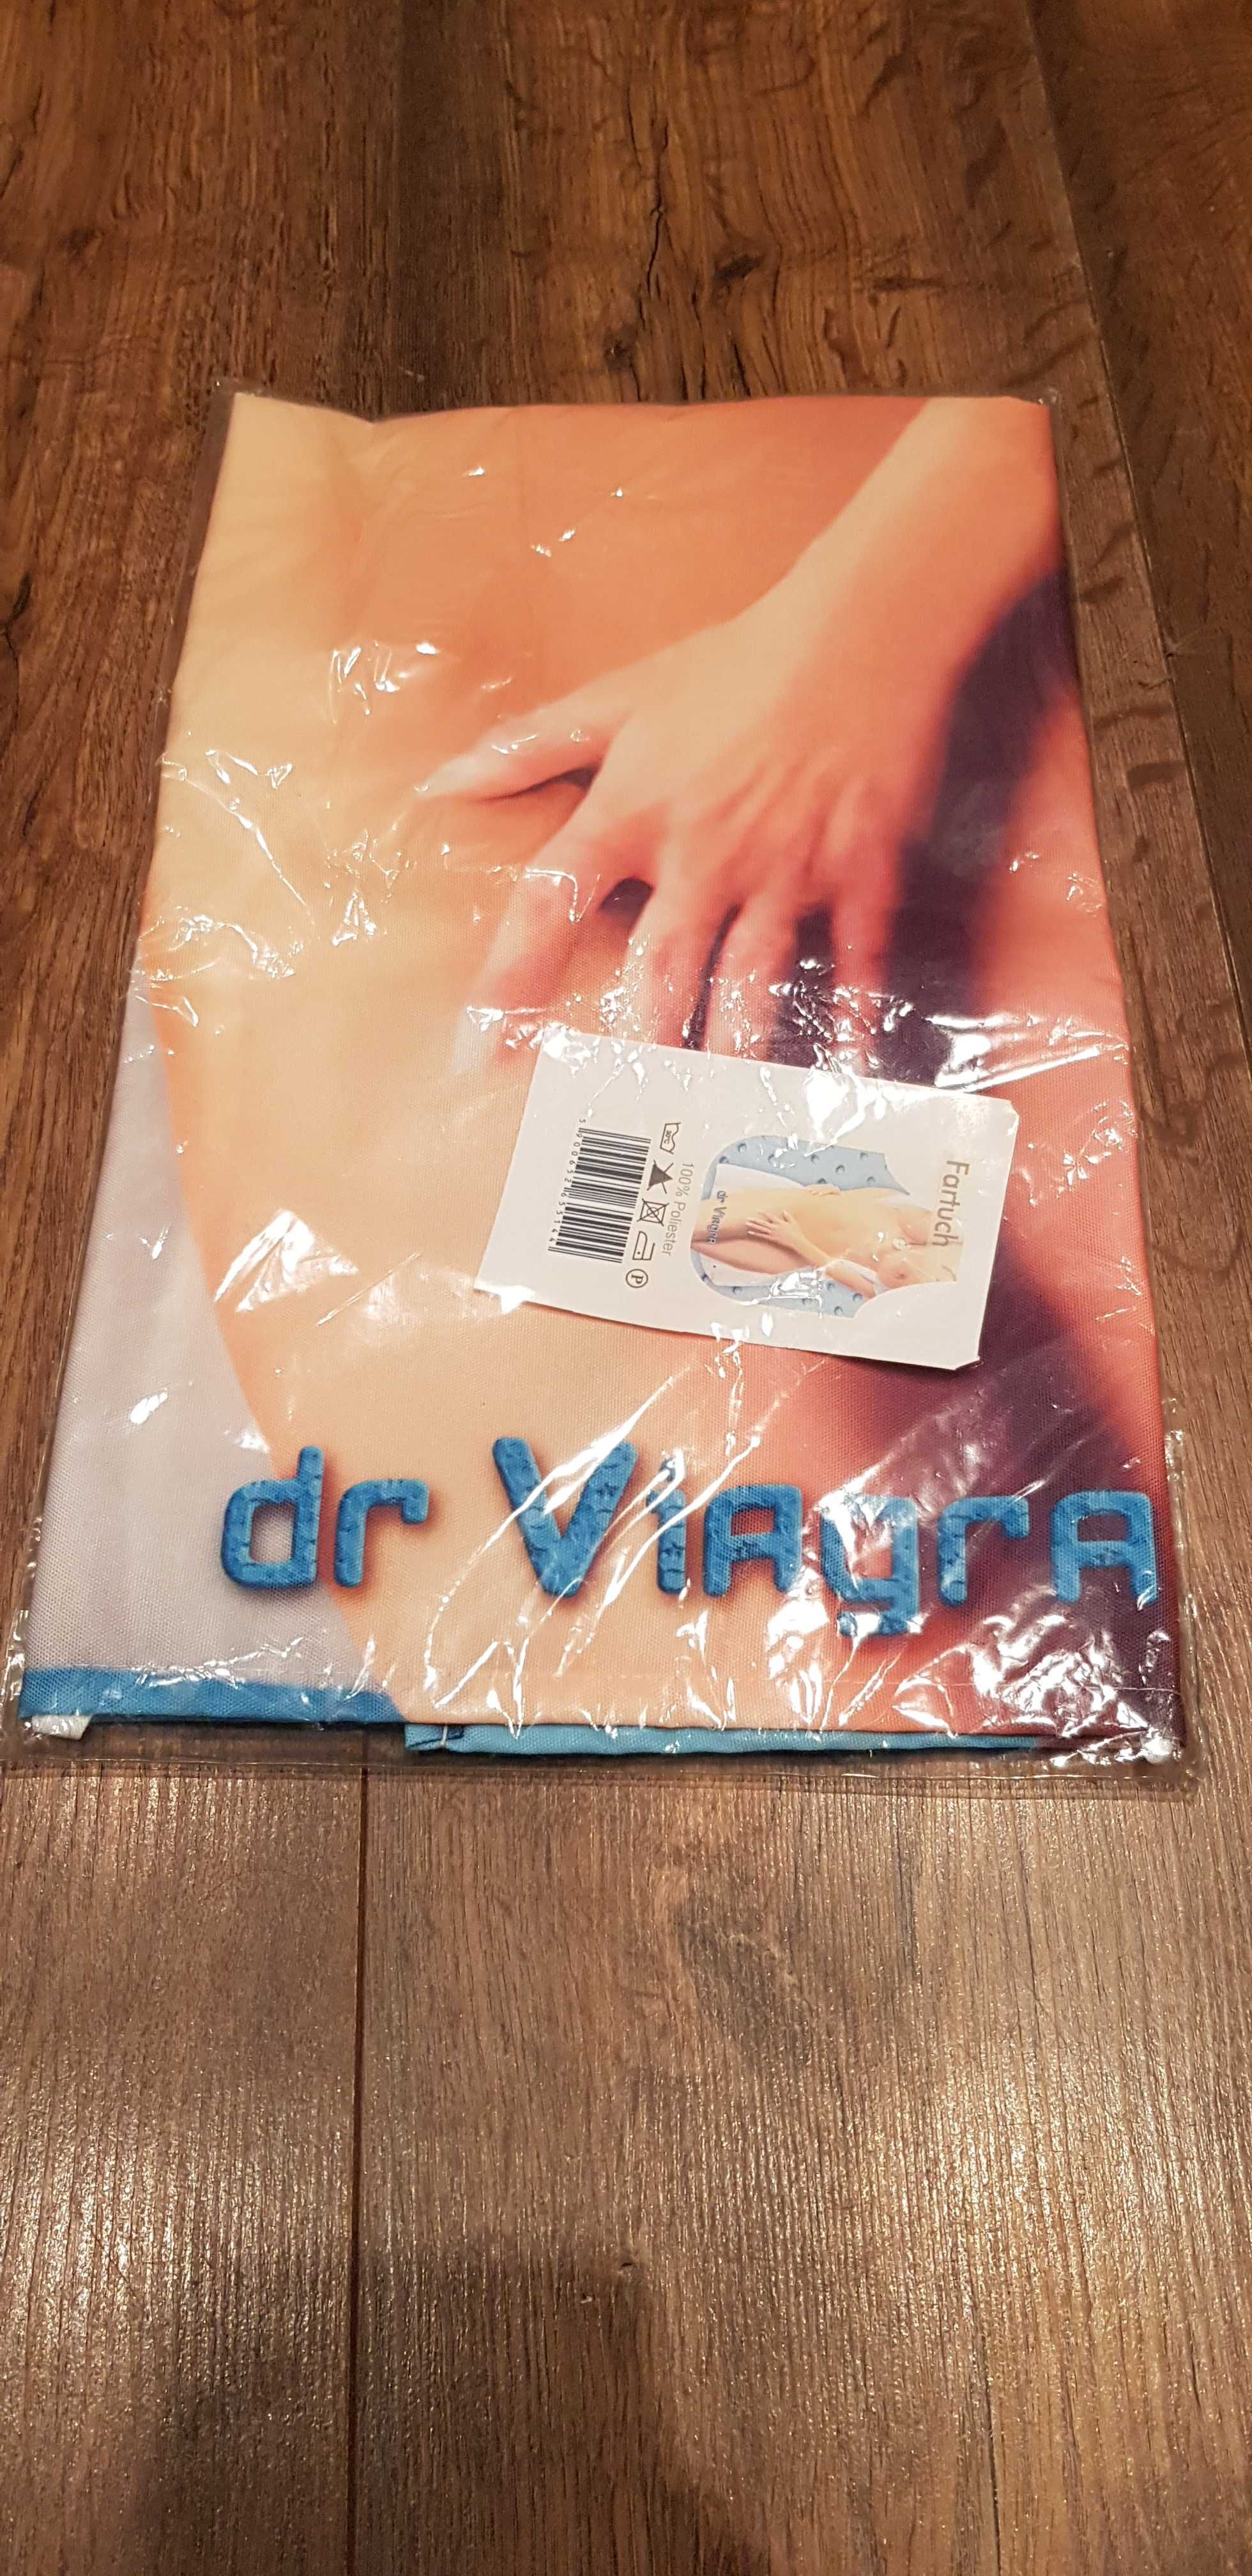 Fartuch
dr Viagra
100% Poliester
P
dr Viagra